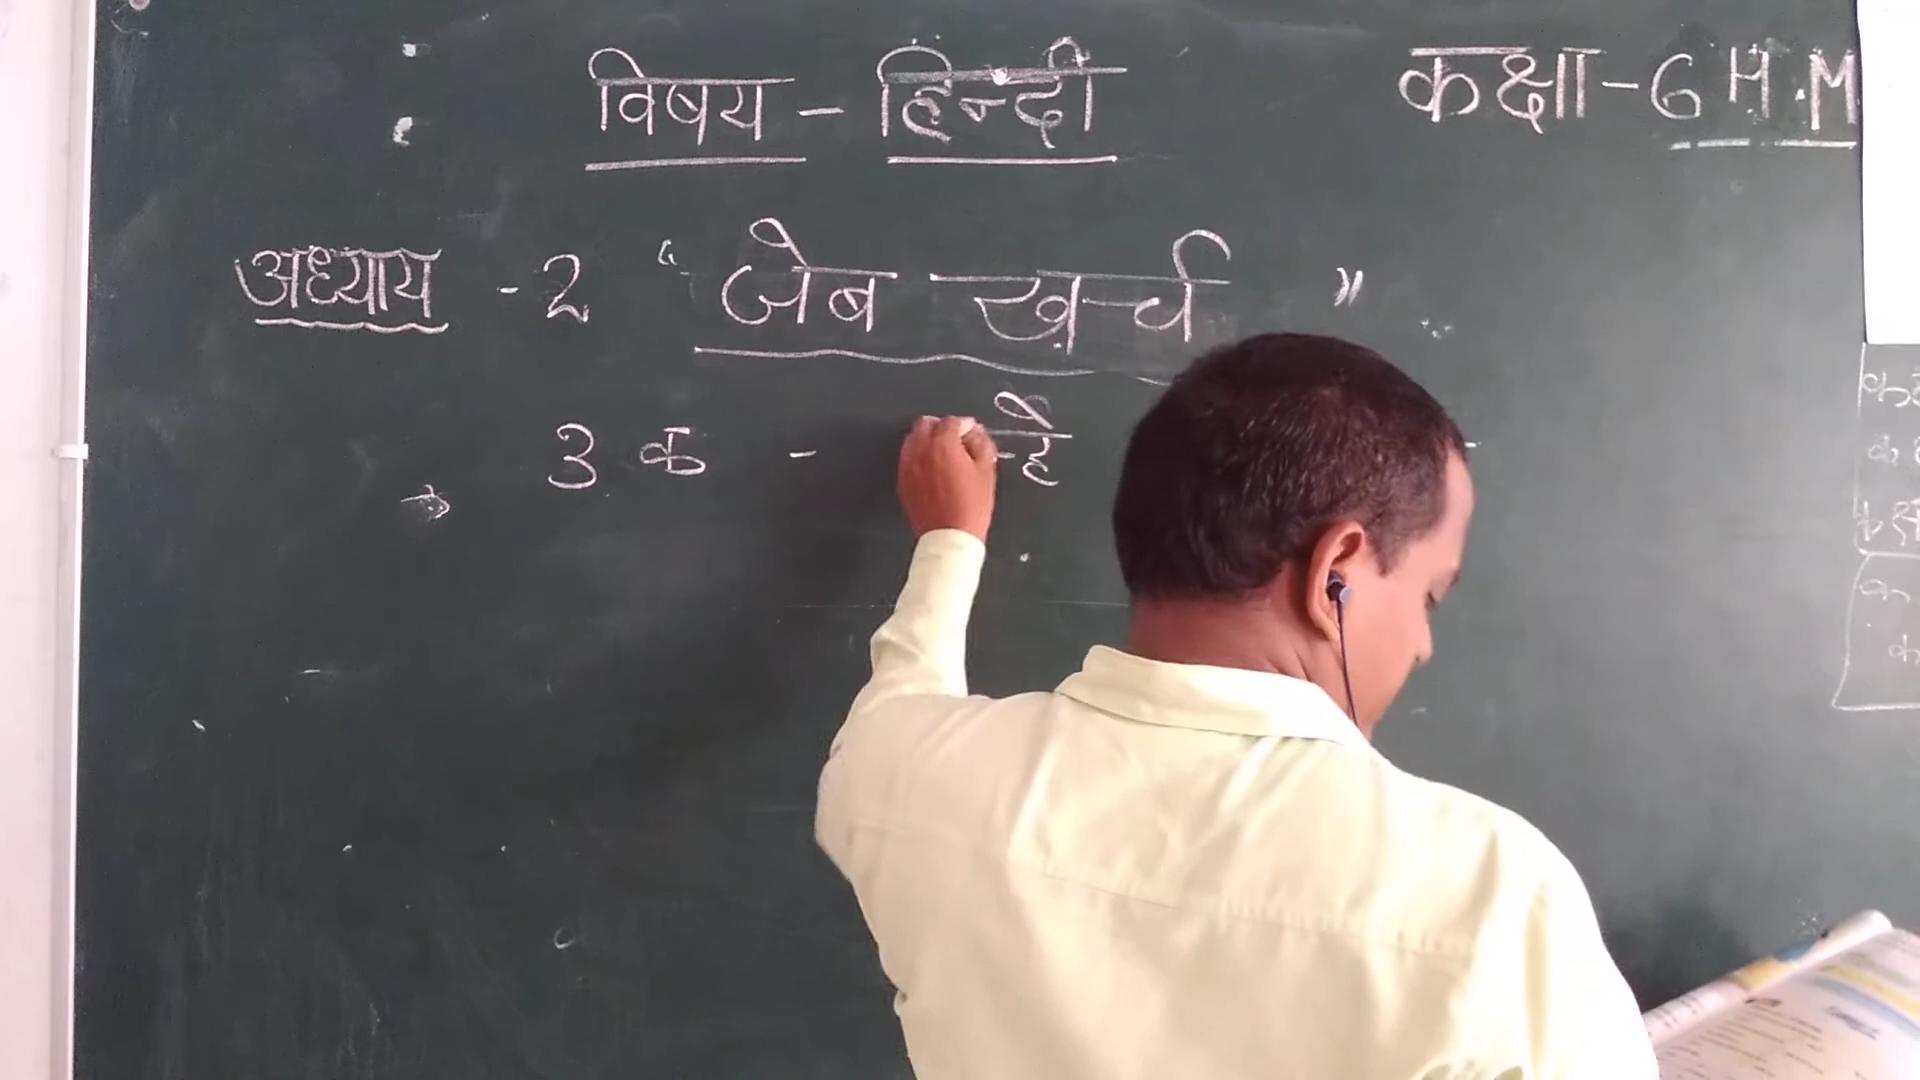 विषय - हिन्दी
कक्षा - 6 H.M
अध्याय - 2 " जेब खर्च "
3 क -